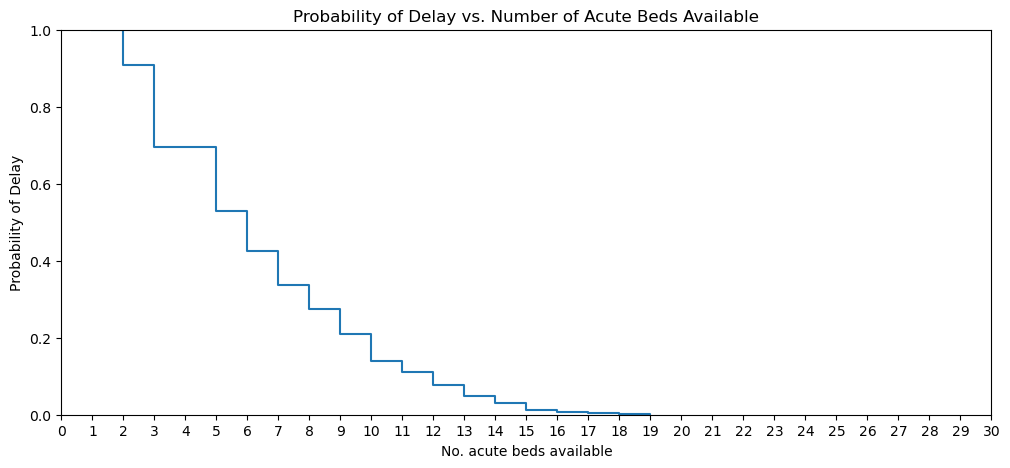 Probability of Delay vs. Number of Acute Beds Available
1.0
0.8
0.6
0.4
0.2
0.0
Probability of Delay
0 1 2 3 4 5 6 7 8 9 10 11 12 13 14 15 16 17 18 19 20 21 22 23 24 25 26 27 28 29 30
No. acute beds available